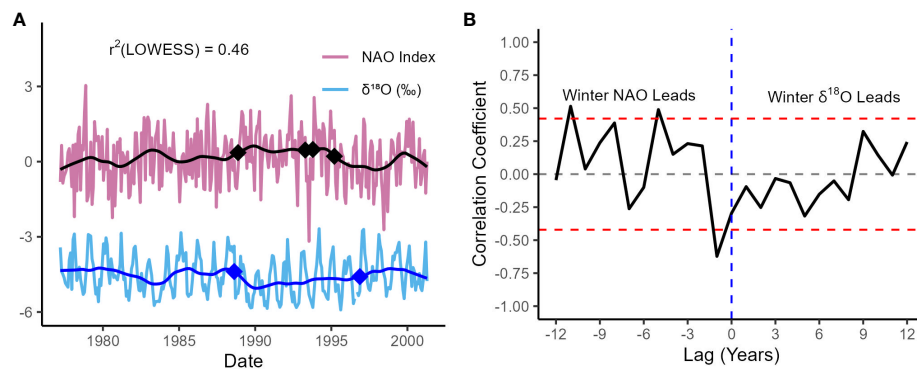 A
r²(LOWESS) = 0.46
NAO Index
δ¹⁸O (‰)
3
0
-3
-6
1980
1985
1990
1995
2000
Date
B
Correlation Coefficient
1.00
0.75
0.50
0.25
0.00
-0.25
-0.50
-0.75
-1.00
Winter NAO Leads
Winter δ¹⁸O Leads
-12
-9
-6
-3
0
3
6
9
12
Lag (Years)